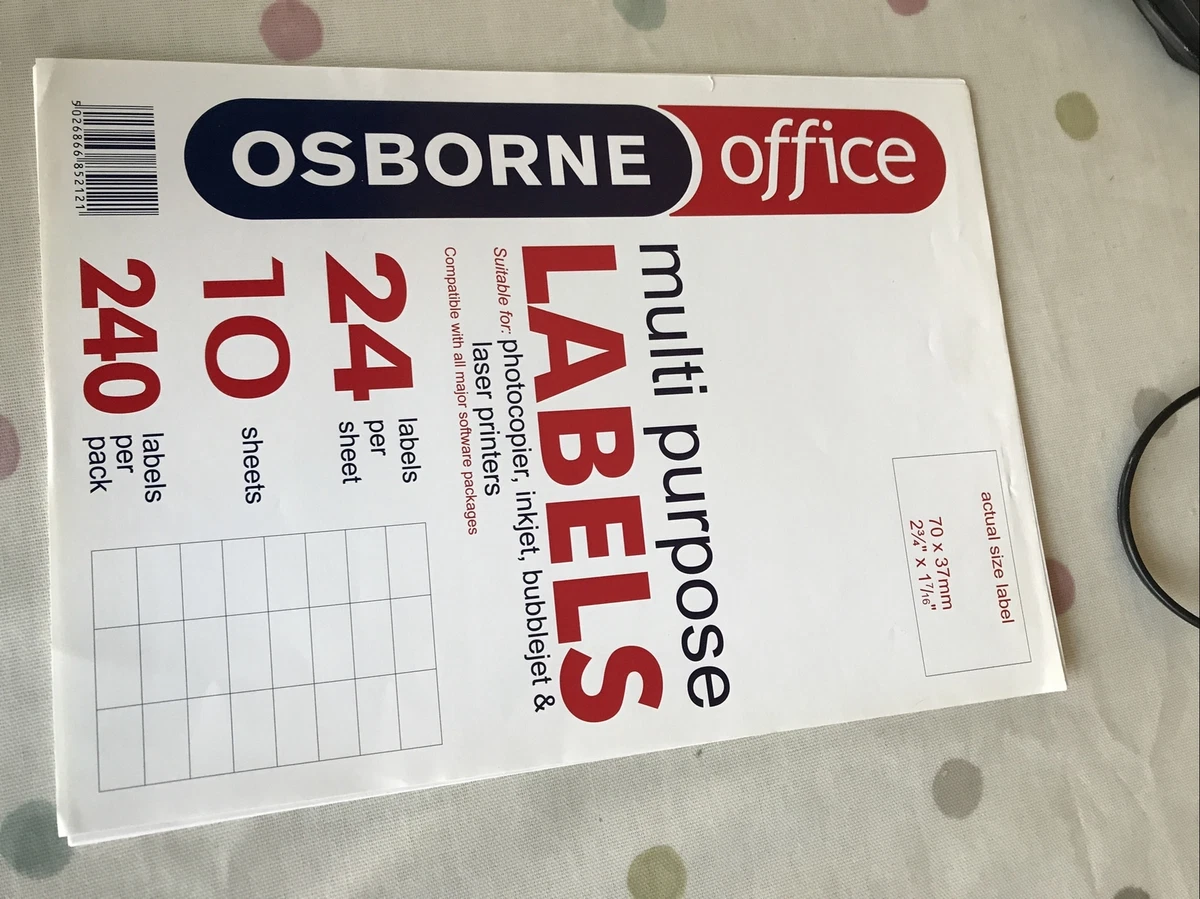 actual size label
70 x 37mm
2¾" x 1⁷/₁₆"
OSBORNE office
multi purpose
LABELS
Suitable for: photocopier, inkjet, bubblejet &
laser printers
Compatible with all major software packages
24 labels per sheet
10 sheets
240 labels per pack
5026866852121